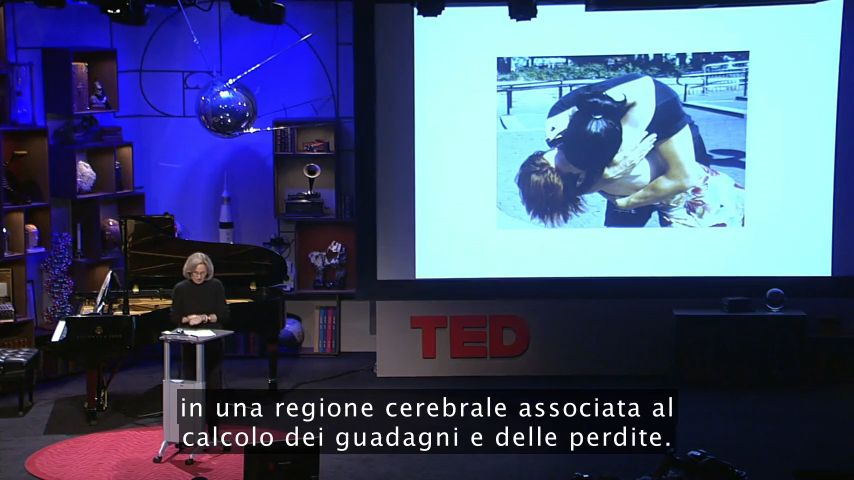 TED
in una regione cerebrale associata al
calcolo dei guadagni e delle perdite.